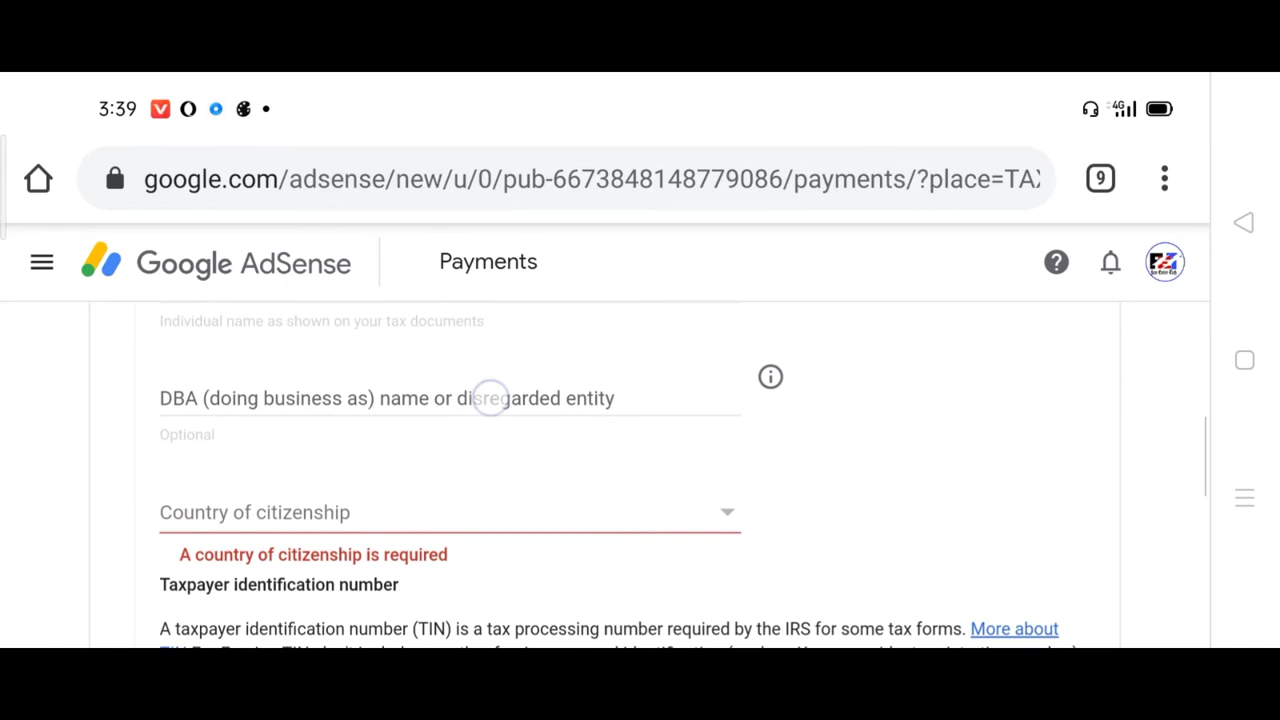 3:39
4G
google.com/adsense/new/u/0/pub-6673848148779086/payments/?place=TAX
9
Google AdSense
Payments
Individual name as shown on your tax documents
DBA (doing business as) name or disregarded entity
Optional
Country of citizenship
A country of citizenship is required
Taxpayer identification number
A taxpayer identification number (TIN) is a tax processing number required by the IRS for some tax forms. More about